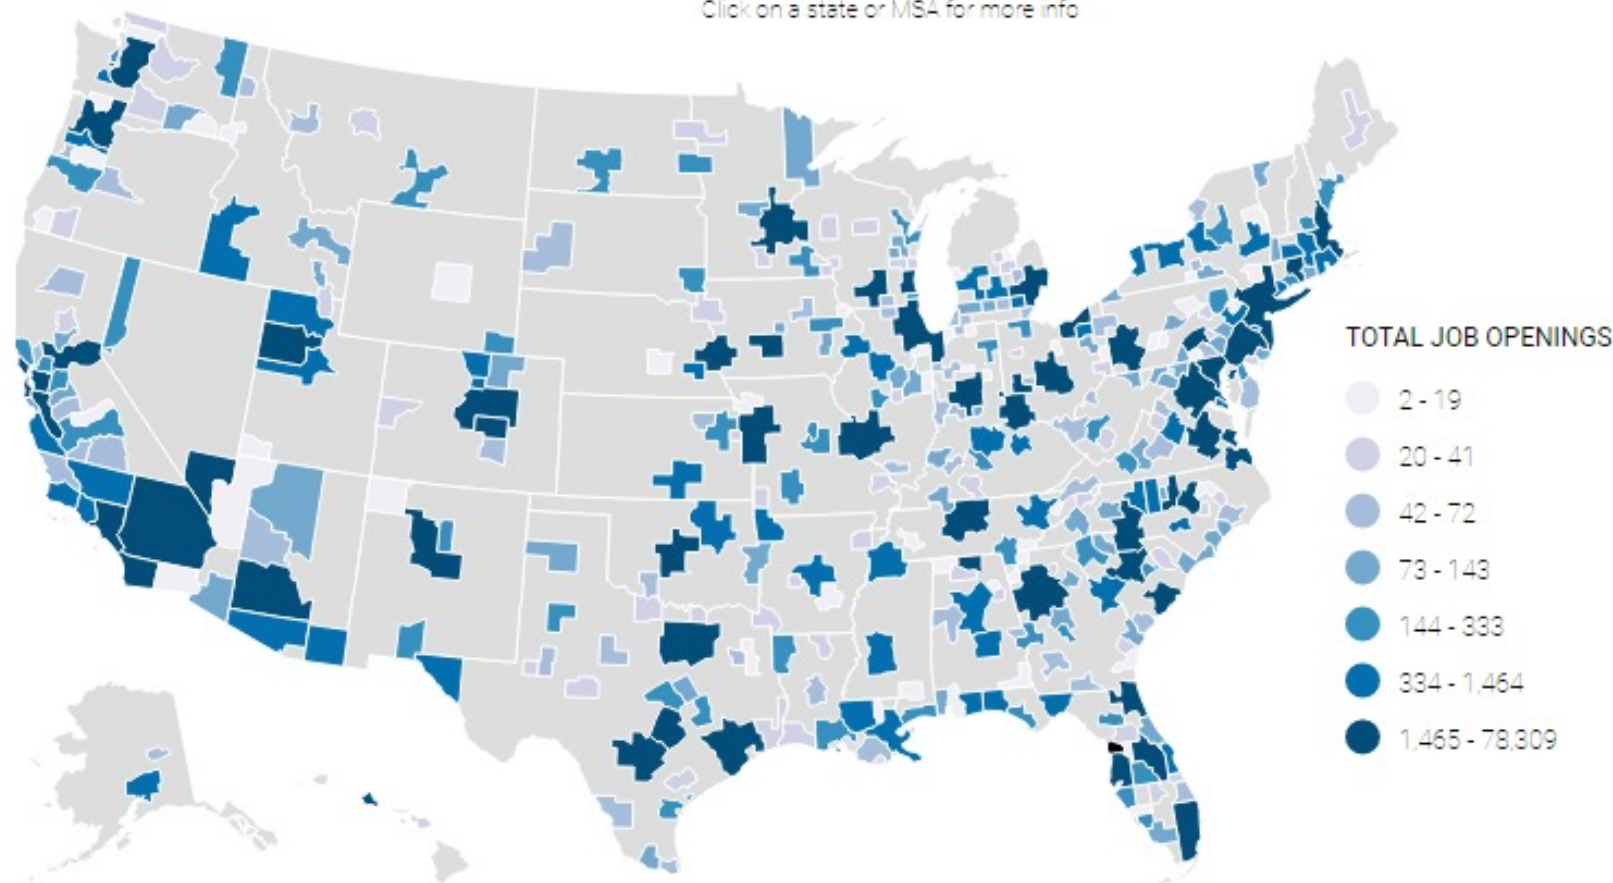 Click on a state or MSA for more info
TOTAL JOB OPENINGS
2 - 19
20 - 41
42 - 72
73 - 143
144 - 333
334 - 1,464
1,465 - 78,309